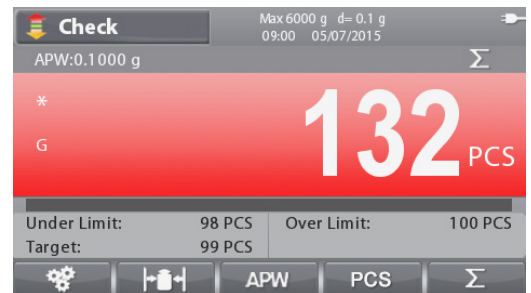 Check
Max 6000 g d= 0.1 g
09:00 05/07/2015
APW:0.1000 g
Σ
*
G
132 PCS
Under Limit: 98 PCS Over Limit: 100 PCS
Target: 99 PCS
APW PCS Σ